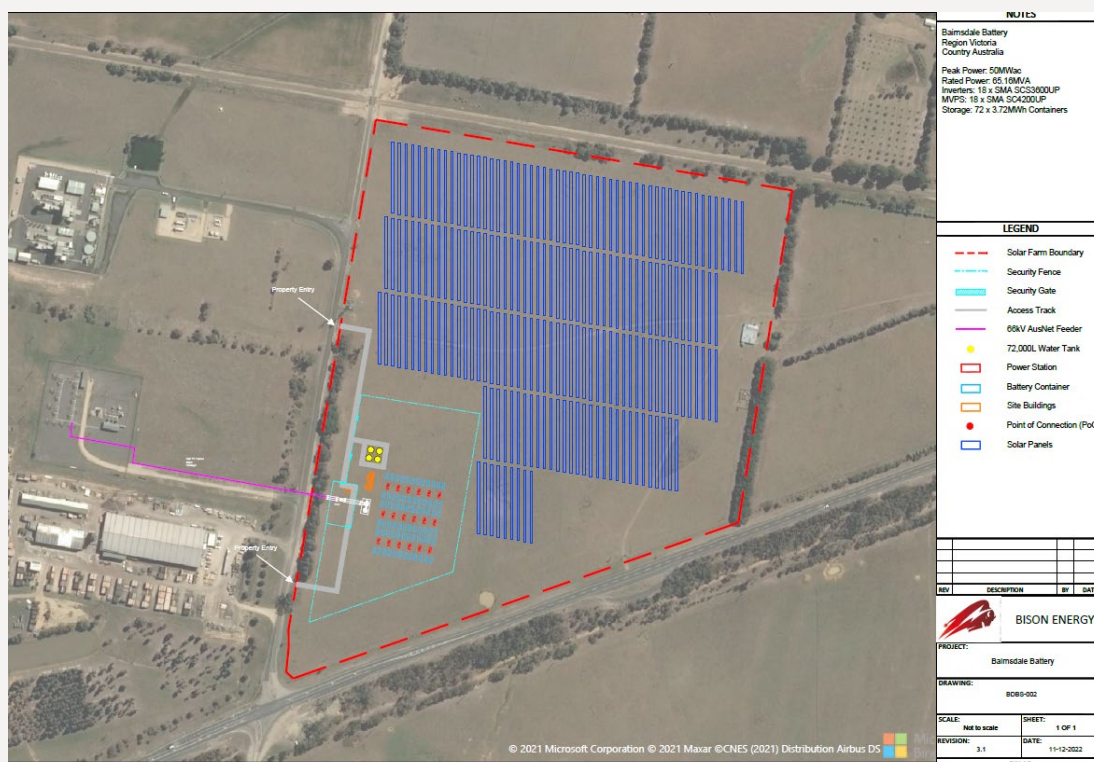 NOTES
Bairnsdale Battery
Region Victoria
Country Australia
Peak Power: 50MWac
Rated Power: 65.16MVA
Inverters: 18 x SMA SCS3600UP
MVPS: 18 x SMA SC4200UP
Storage: 72 x 3.72MWh Containers
LEGEND
Solar Farm Boundary
Security Fence
Security Gate
Access Track
66kV AusNet Feeder
72,000L Water Tank
Power Station
Battery Container
Site Buildings
Point of Connection (PoC
Solar Panels
Property Entry
Property Entry
REV DESCRIPTION BY DAT
BISON ENERGY
PROJECT:
Bairnsdale Battery
DRAWING:
BDBS-002
SCALE: SHEET:
Not to scale 1 OF 1
REVISION: DATE:
3.1 11-12-2022
© 2021 Microsoft Corporation © 2021 Maxar ©CNES (2021) Distribution Airbus DS